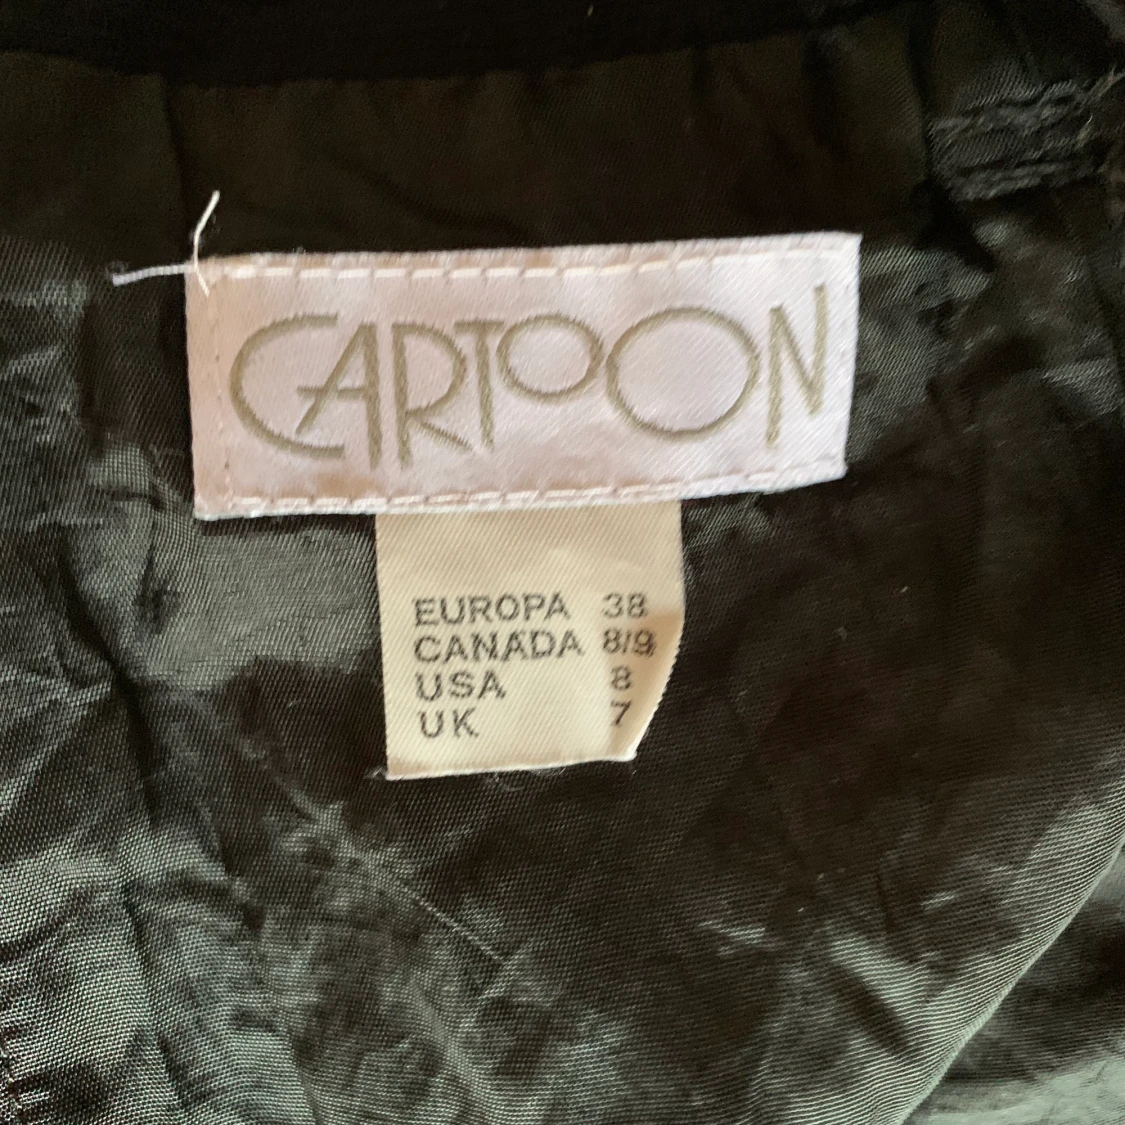 CARTOON
EUROPA 38
CANADA 8/9
USA 8
UK 7